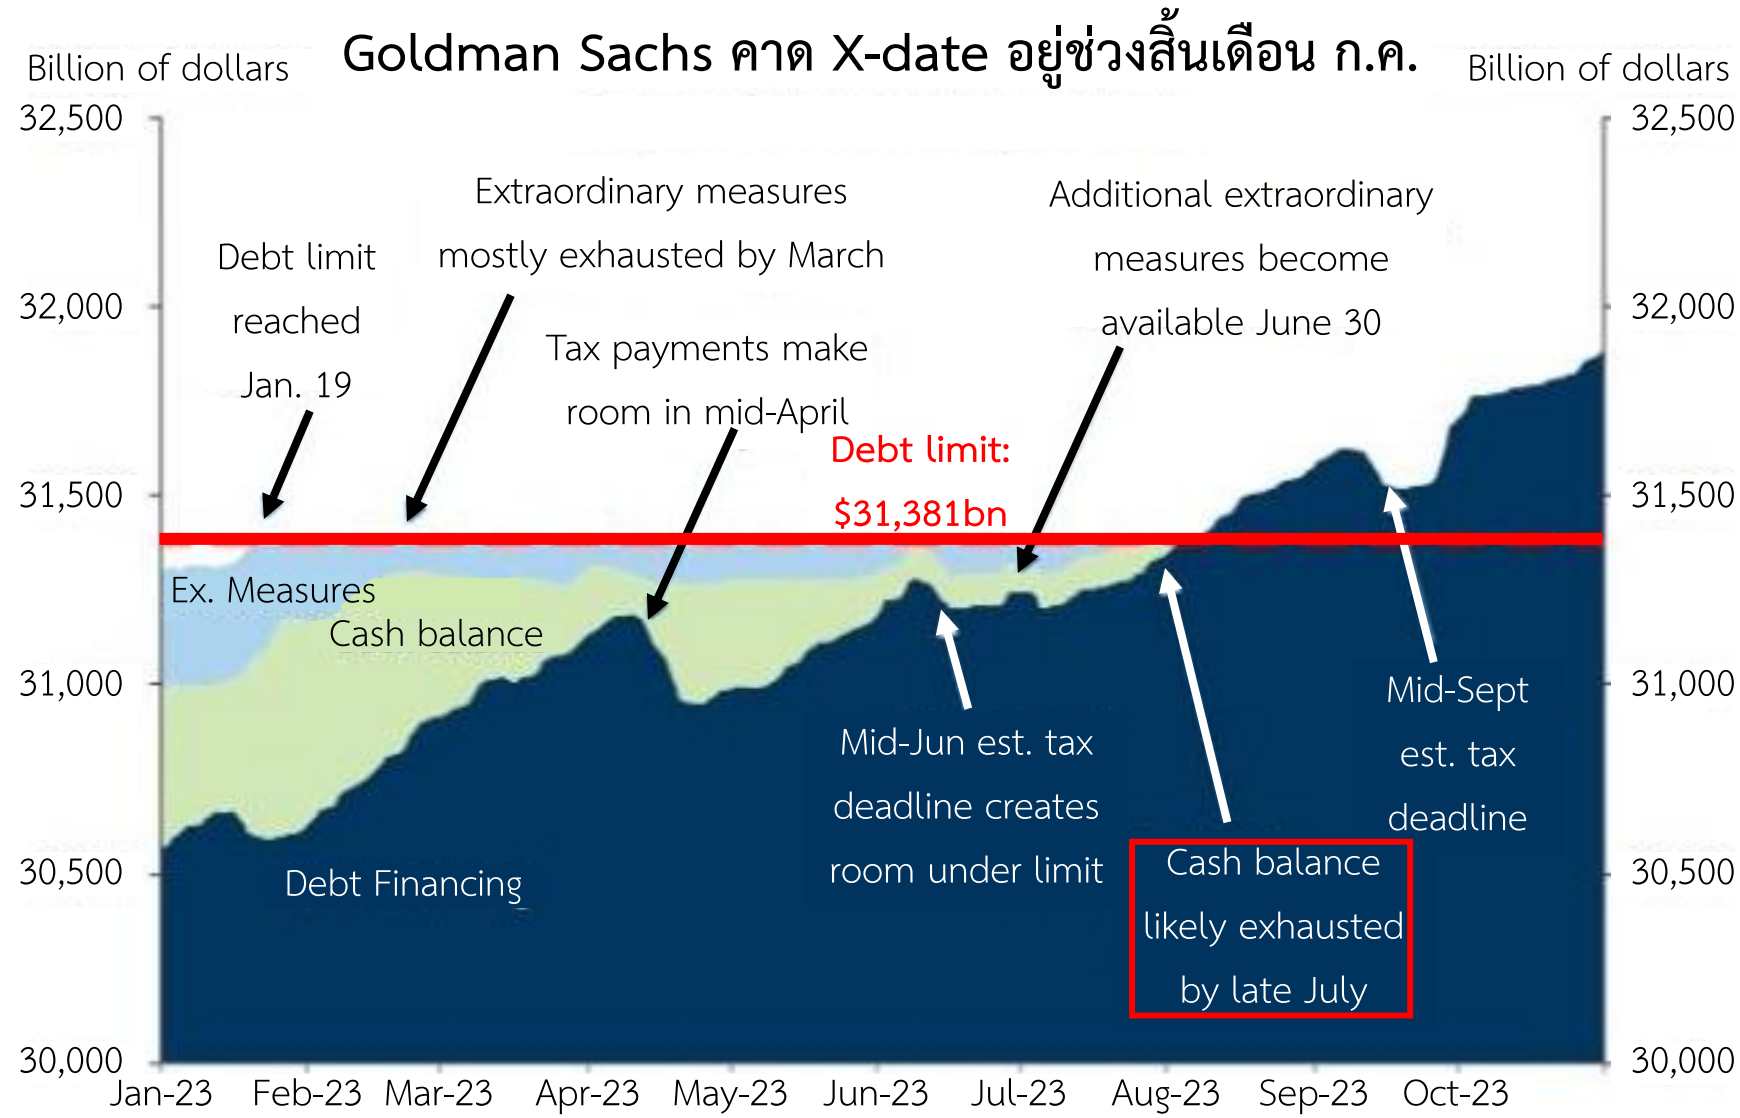 Goldman Sachs คาด X-date อยู่ช่วงสิ้นเดือน ก.ค.
Billion of dollars
Billion of dollars
32,500
32,000
31,500
31,000
30,500
30,000
32,500
32,000
31,500
31,000
30,500
30,000
Debt limit
reached
Jan. 19
Extraordinary measures
mostly exhausted by March
Tax payments make
room in mid-April
Debt limit:
$31,381bn
Additional extraordinary
measures become
available June 30
Ex. Measures
Cash balance
Debt Financing
Mid-Jun est. tax
deadline creates
room under limit
Cash balance
likely exhausted
by late July
Mid-Sept
est. tax
deadline
Jan-23 Feb-23 Mar-23 Apr-23 May-23 Jun-23 Jul-23 Aug-23 Sep-23 Oct-23